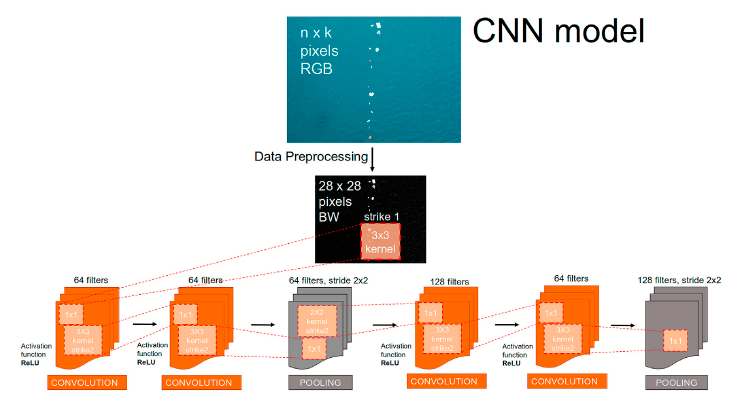 CNN model
n x k
pixels
RGB
Data Preprocessing
28 x 28
pixels
BW
strike 1
3x3
kernel
64 filters
64 filters
64 filters, stride 2x2
128 filters
64 filters
128 filters, stride 2x2
1x1
3X3
kernel
strike2
Activation
function
ReLU
CONVOLUTION
1x1
3X3
kernel
strike2
Activation
function
ReLU
CONVOLUTION
2X2
kernel
strike2
1x1
POOLING
1x1
3X3
kernel
strike2
Activation
function
ReLU
CONVOLUTION
1x1
3X3
kernel
strike2
Activation
function
ReLU
CONVOLUTION
1x1
POOLING